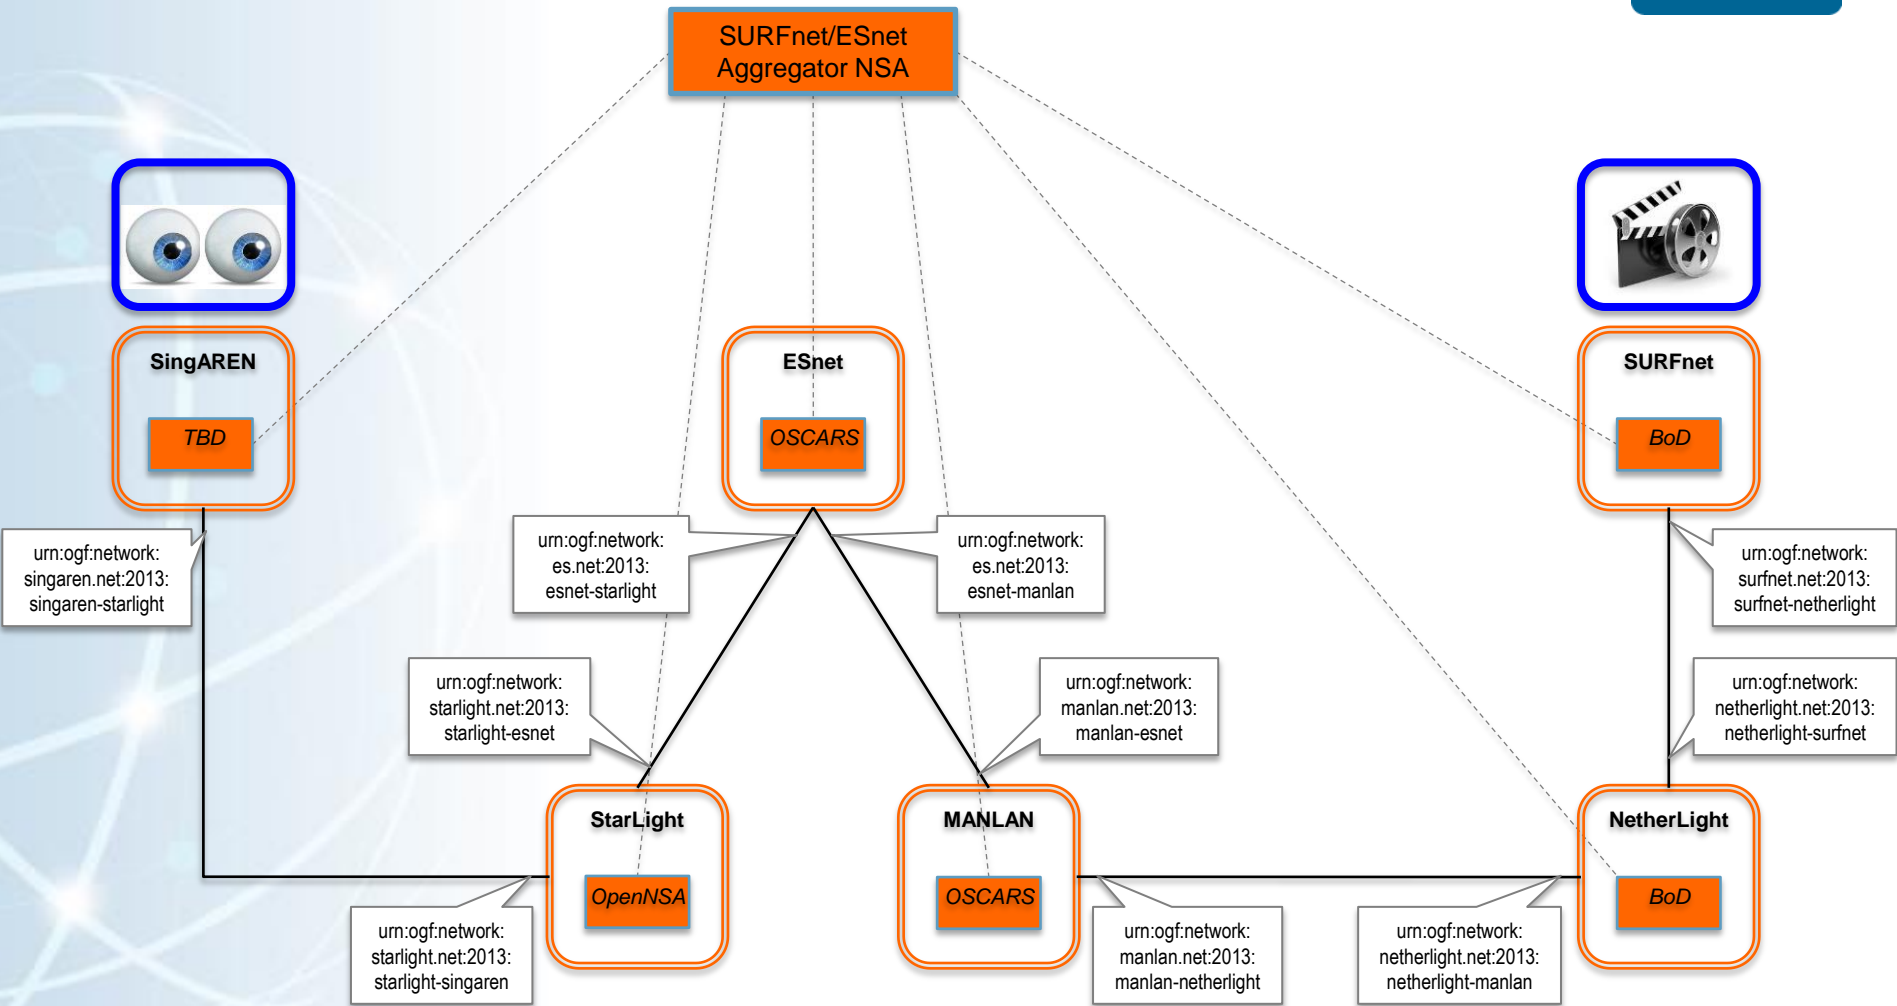 SURFnet/ESnet
Aggregator NSA
SingAREN
TBD
ESnet
OSCARS
SURFnet
BoD
urn:ogf:network:
singaren.net:2013:
singaren-starlight
urn:ogf:network:
es.net:2013:
esnet-starlight
urn:ogf:network:
es.net:2013:
esnet-manlan
urn:ogf:network:
surfnet.net:2013:
surfnet-netherlight
urn:ogf:network:
starlight.net:2013:
starlight-esnet
urn:ogf:network:
manlan.net:2013:
manlan-esnet
urn:ogf:network:
netherlight.net:2013:
netherlight-surfnet
StarLight
OpenNSA
MANLAN
OSCARS
NetherLight
BoD
urn:ogf:network:
starlight.net:2013:
starlight-singaren
urn:ogf:network:
manlan.net:2013:
manlan-netherlight
urn:ogf:network:
netherlight.net:2013:
netherlight-manlan